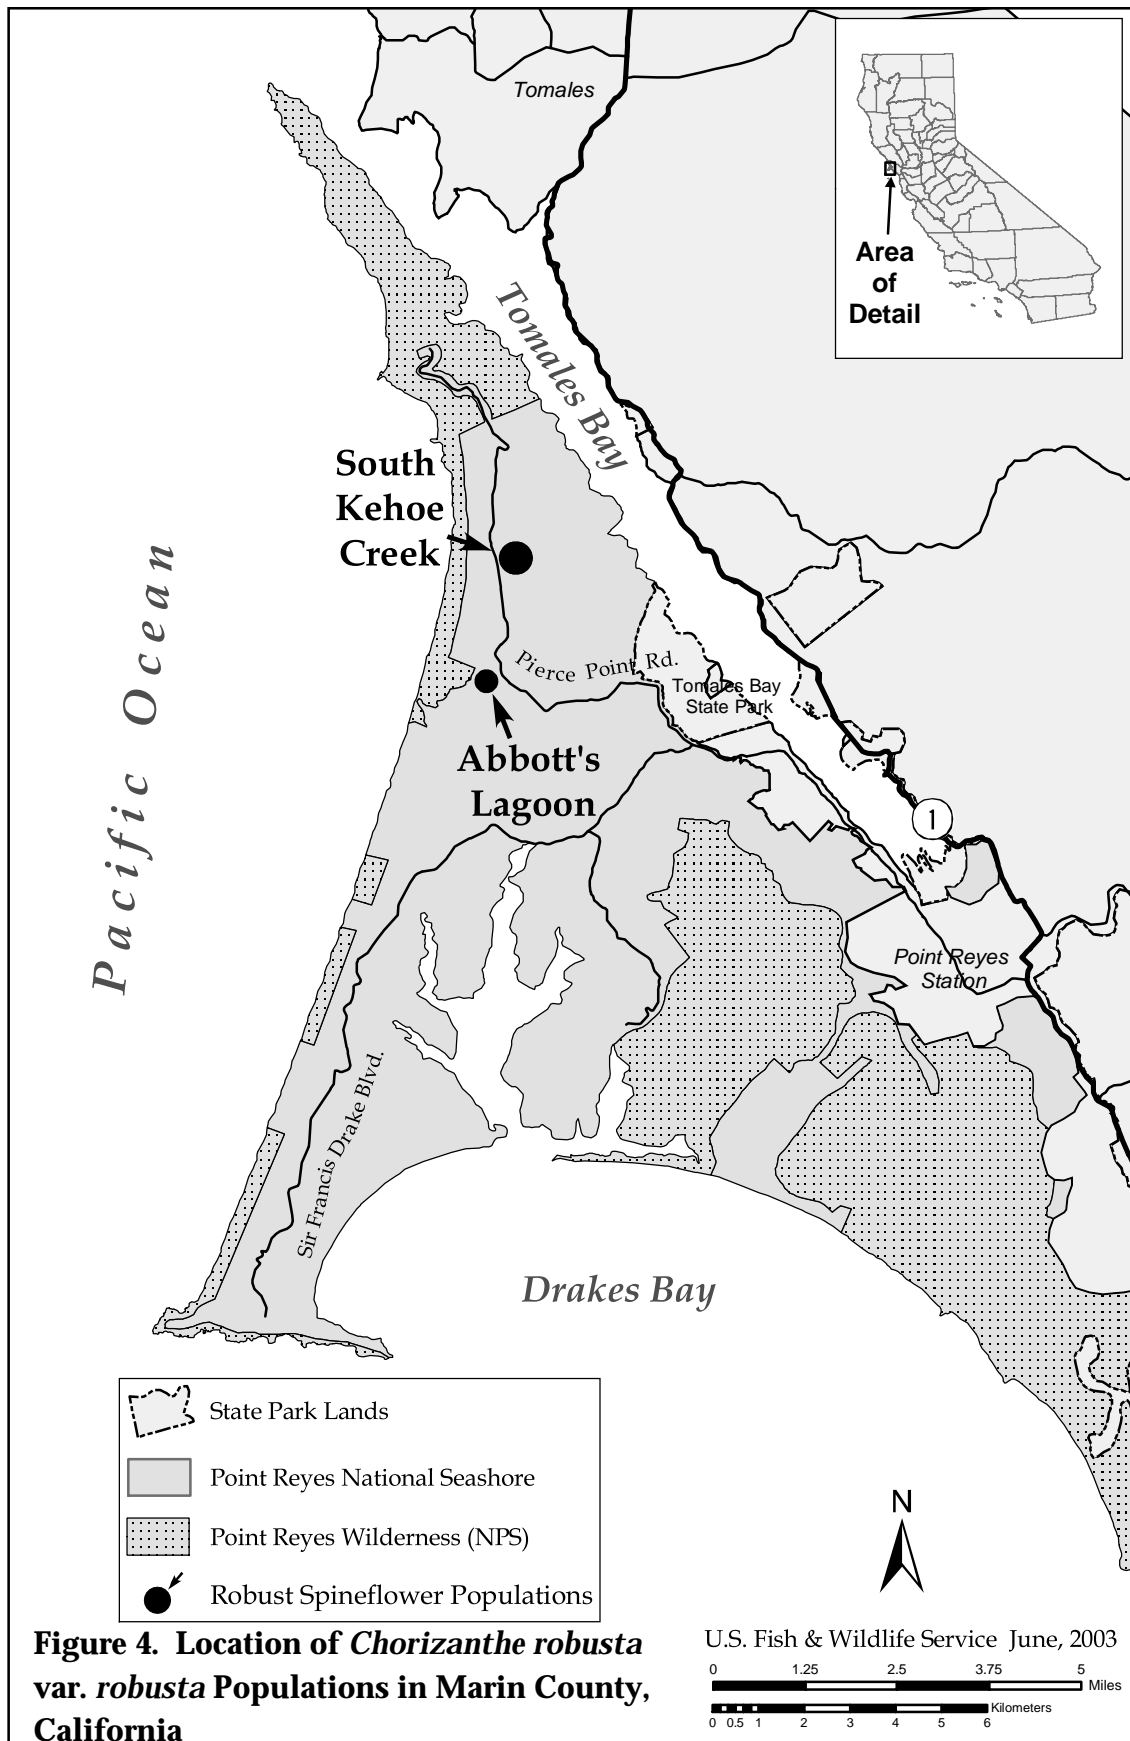 Tomales
Area
of
Detail
Tomales Bay
South
Kehoe
Creek
Pacific Ocean
Pierce Point Rd.
Tomales Bay
State Park
Abbott's
Lagoon
1
Point Reyes
Station
Sir Francis Drake Blvd.
Drakes Bay
State Park Lands
Point Reyes National Seashore
Point Reyes Wilderness (NPS)
Robust Spineflower Populations
N
Figure 4. Location of Chorizanthe robusta
var. robusta Populations in Marin County,
California
U.S. Fish & Wildlife Service June, 2003
0 1.25 2.5 3.75 5
Miles
Kilometers
0 0.5 1 2 3 4 5 6